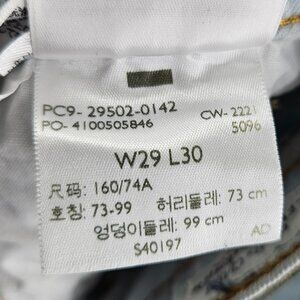 PC9- 29502-0142
PO- 4100505846
CW- 2221
5096
W29 L30
尺码: 160/74A
호칭: 73-99 허리둘레: 73 cm
엉덩이둘레: 99 cm
S40197
AD